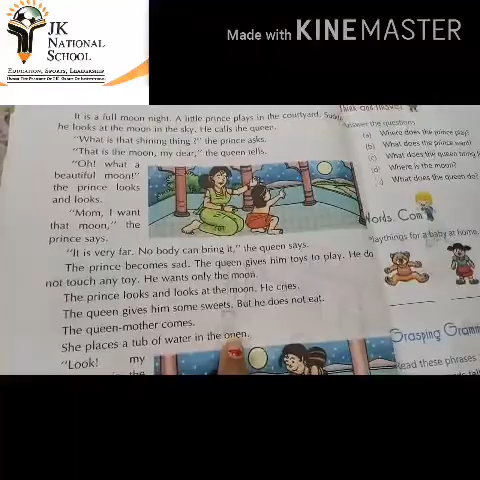 JK
NATIONAL
SCHOOL
EDUCATION, SPORTS, LEADERSHIP
Made with KINEMASTER
It is a full moon night. A little prince plays in the courtyard.
he looks at the moon in the sky. He calls the queen.
"What is that shining thing?" the prince asks.
"That is the moon, my dear," the queen tells.
"Oh! what a
beautiful moon!"
the prince looks
and looks.
"Mom, I want
that moon," the
prince says.
"It is very far. No body can bring it," the queen says.
The prince becomes sad. The queen gives him toys to play. He do
not touch any toy. He wants only the moon.
The prince looks and looks at the moon. He cries.
The queen gives him some sweets. But he does not eat.
The queen-mother comes.
She places a tub of water in the open.
"Look! my
the
Think and Answer
Answer the questions
(a) Where does the prince play?
(b) What does the prince want?
(c) What does the queen bring
(d) Where is the moon?
What does the queen do?
Words. Com
Playthings for a baby at home.
Grasping Gramm
Read these phrases